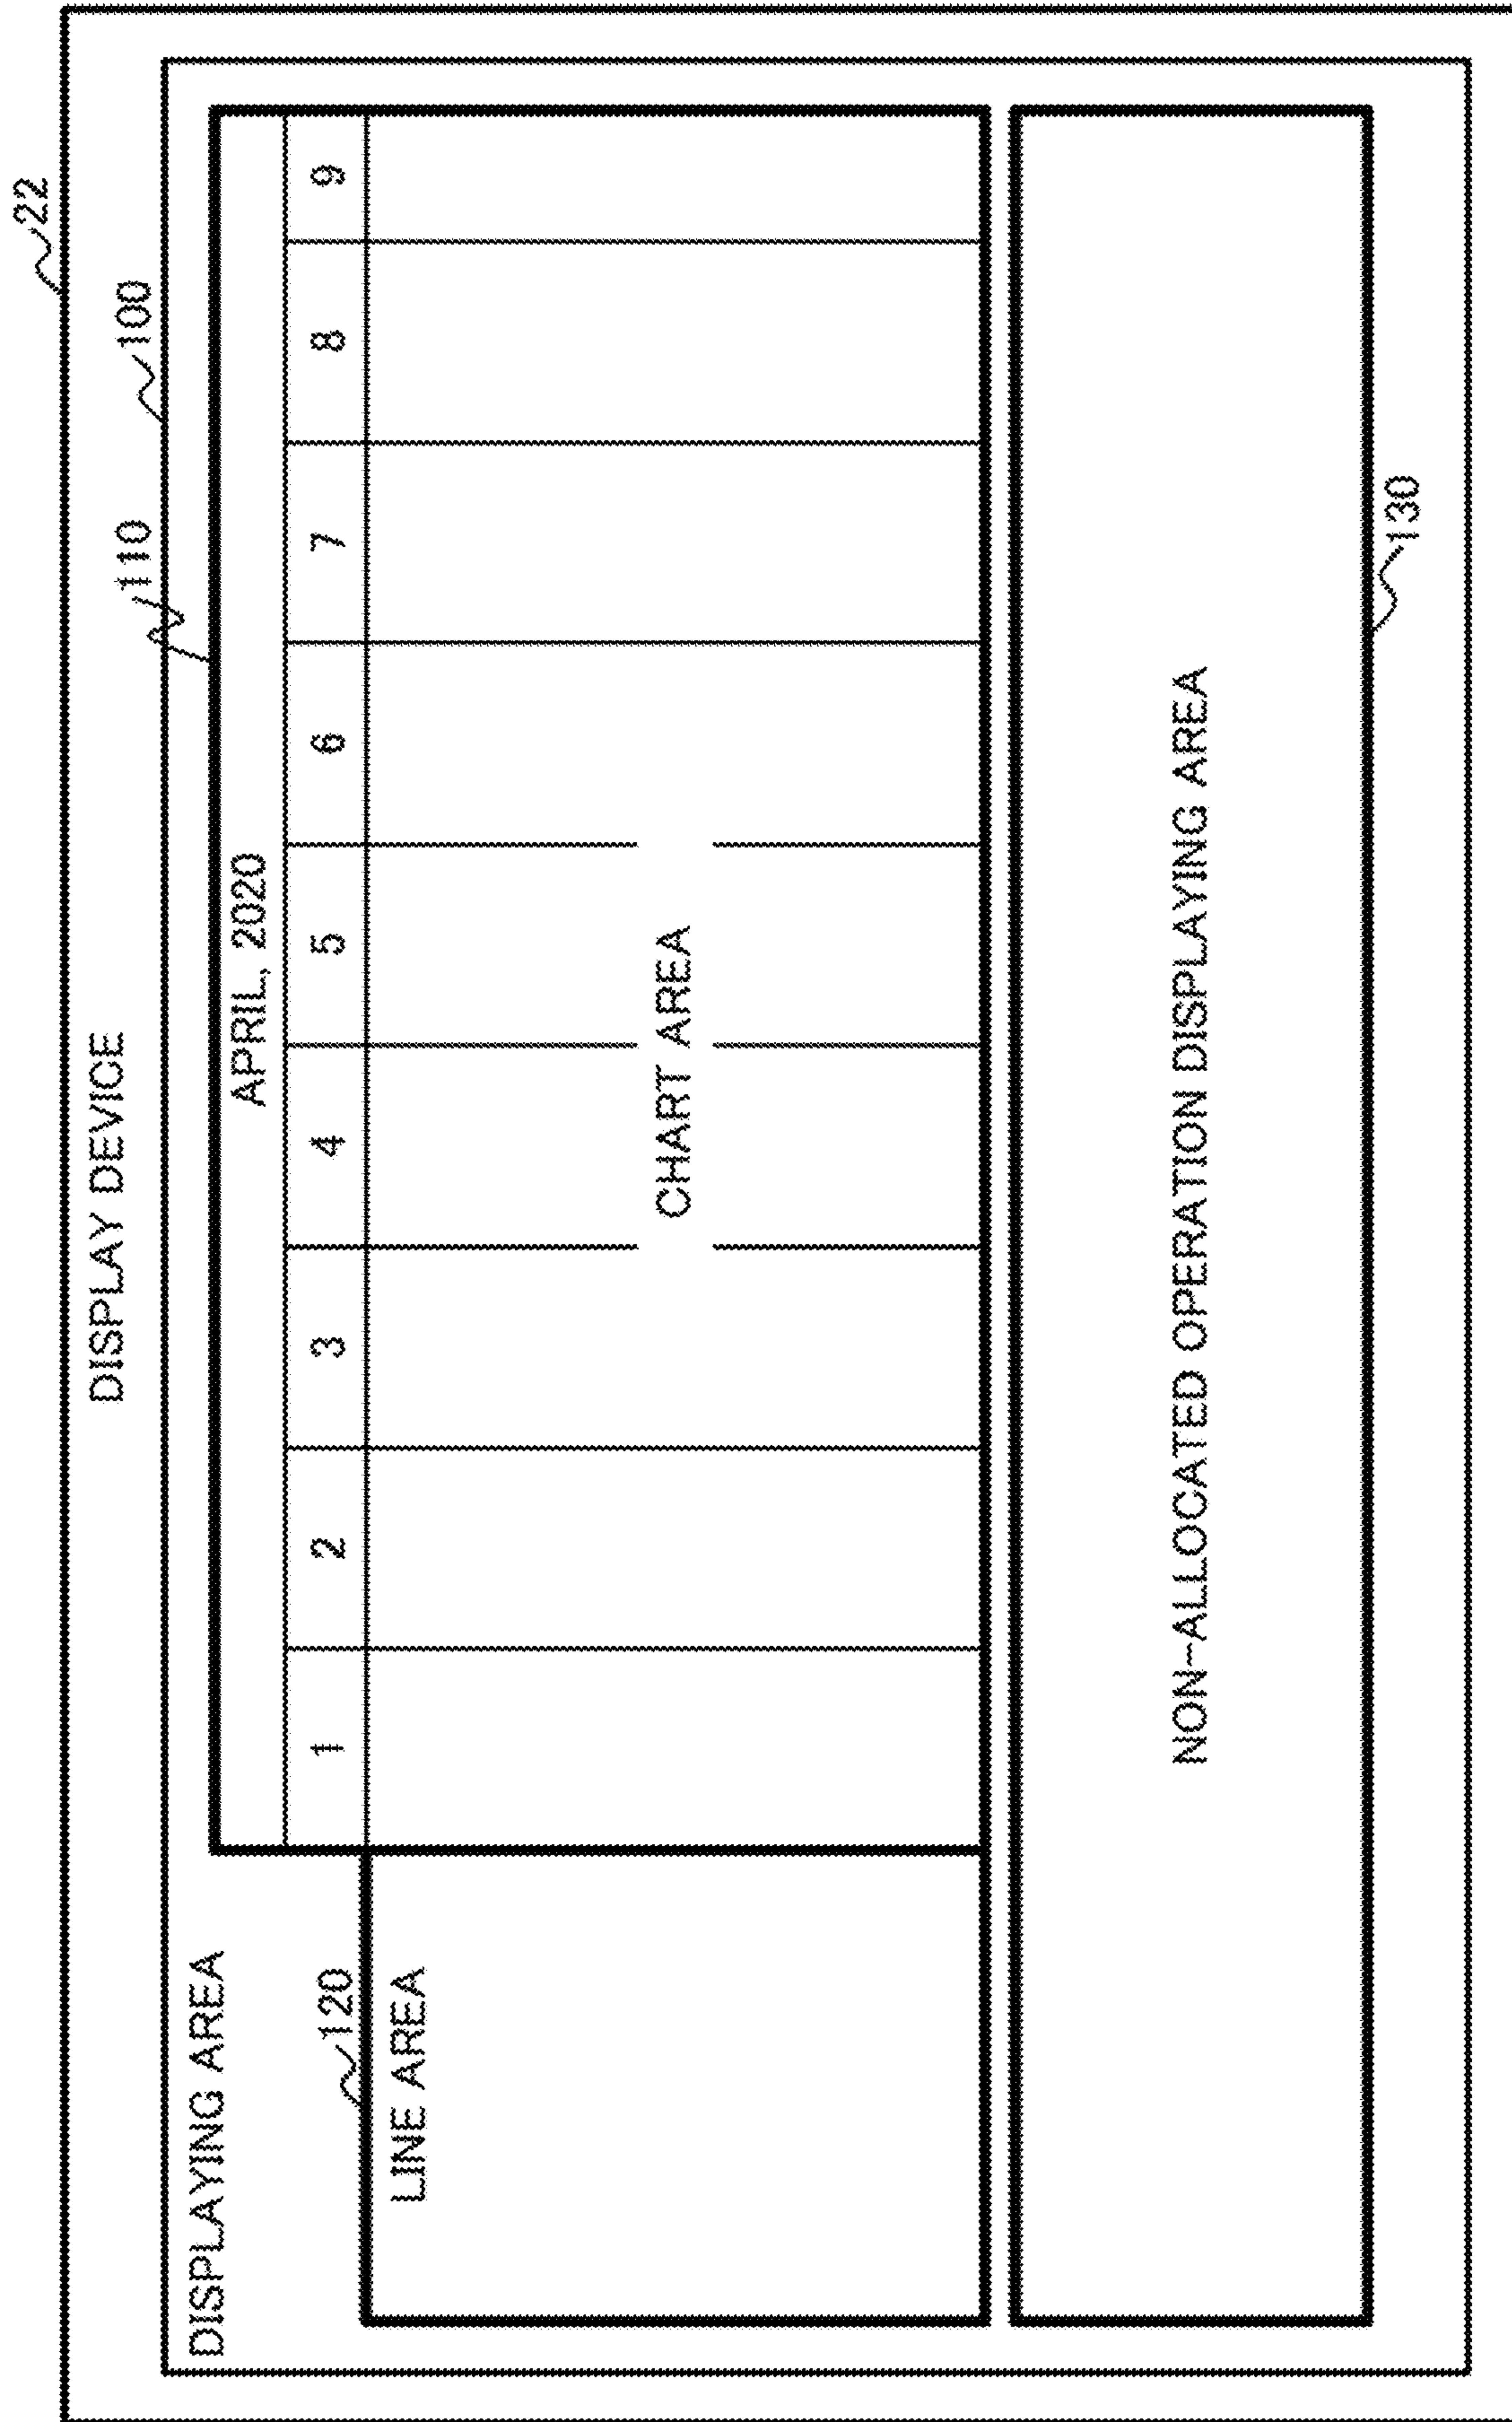 22
DISPLAY DEVICE
100
110
DISPLAYING AREA
APRIL, 2020
1 2 3 4 5 6 7 8 9
120
LINE AREA
CHART AREA
NON-ALLOCATED OPERATION DISPLAYING AREA
130